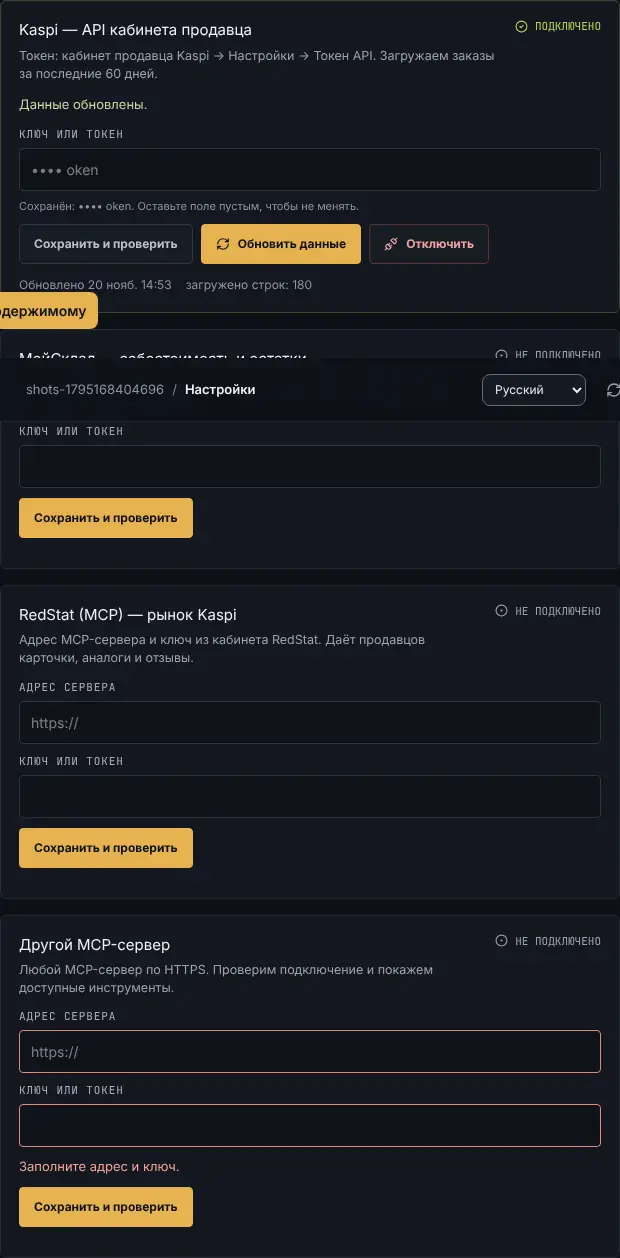 Kaspi — API кабинета продавца
ПОДКЛЮЧЕНО
Токен: кабинет продавца Kaspi → Настройки → Токен API. Загружаем заказы
за последние 60 дней.
Данные обновлены.
КЛЮЧ ИЛИ ТОКЕН
•••• oken
Сохранён: •••• oken. Оставьте поле пустым, чтобы не менять.
Сохранить и проверить
Обновить данные
Отключить
Обновлено 20 нояб. 14:53 загружено строк: 180
одержимому
МойСклад — себестоимость и остатки
НЕ ПОДКЛЮЧЕНО
shots-1795168404696 / Настройки
Русский
КЛЮЧ ИЛИ ТОКЕН
Сохранить и проверить
RedStat (MCP) — рынок Kaspi
НЕ ПОДКЛЮЧЕНО
Адрес MCP-сервера и ключ из кабинета RedStat. Даёт продавцов
карточки, аналоги и отзывы.
АДРЕС СЕРВЕРА
https://
КЛЮЧ ИЛИ ТОКЕН
Сохранить и проверить
Другой MCP-сервер
НЕ ПОДКЛЮЧЕНО
Любой MCP-сервер по HTTPS. Проверим подключение и покажем
доступные инструменты.
АДРЕС СЕРВЕРА
https://
КЛЮЧ ИЛИ ТОКЕН
Заполните адрес и ключ.
Сохранить и проверить